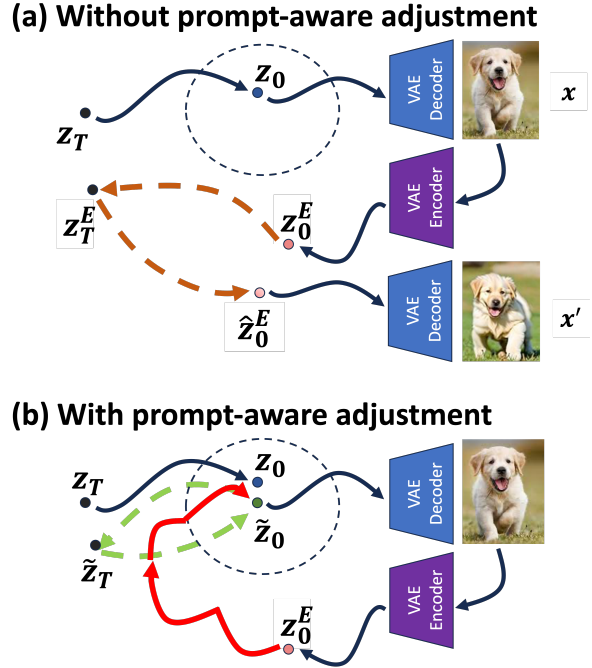 (a) Without prompt-aware adjustment
z_0
VAE Decoder
x
z_T
VAE Encoder
z_T^E
z_0^E
VAE Decoder
x′
ẑ_0^E
(b) With prompt-aware adjustment
z_T
z_0
VAE Decoder
z̃_0
z̃_T
VAE Encoder
z_0^E